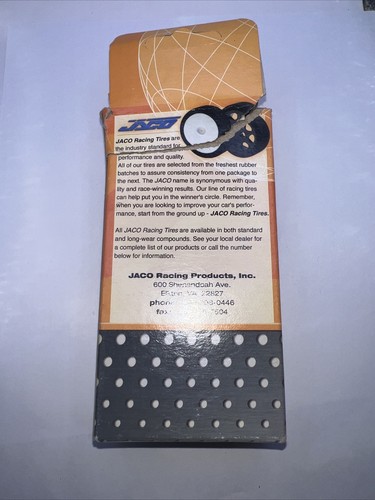 JACO
JACO Racing Tires are
the industry standard for
performance and quality.
All of our tires are selected from the freshest rubber
batches to assure consistency from one package to
the next. The JACO name is synonymous with qua-
lity and race-winning results. Our line of racing tires
can help put you in the winner's circle. Remember,
when you are looking to improve your car's perfor-
mance, start from the ground up - JACO Racing Tires.
All JACO Racing Tires are available in both standard
and long-wear compounds. See your local dealer for
a complete list of our products or call the number
below for information.
JACO Racing Products, Inc.
600 Shenandoah Ave.
VA 22827